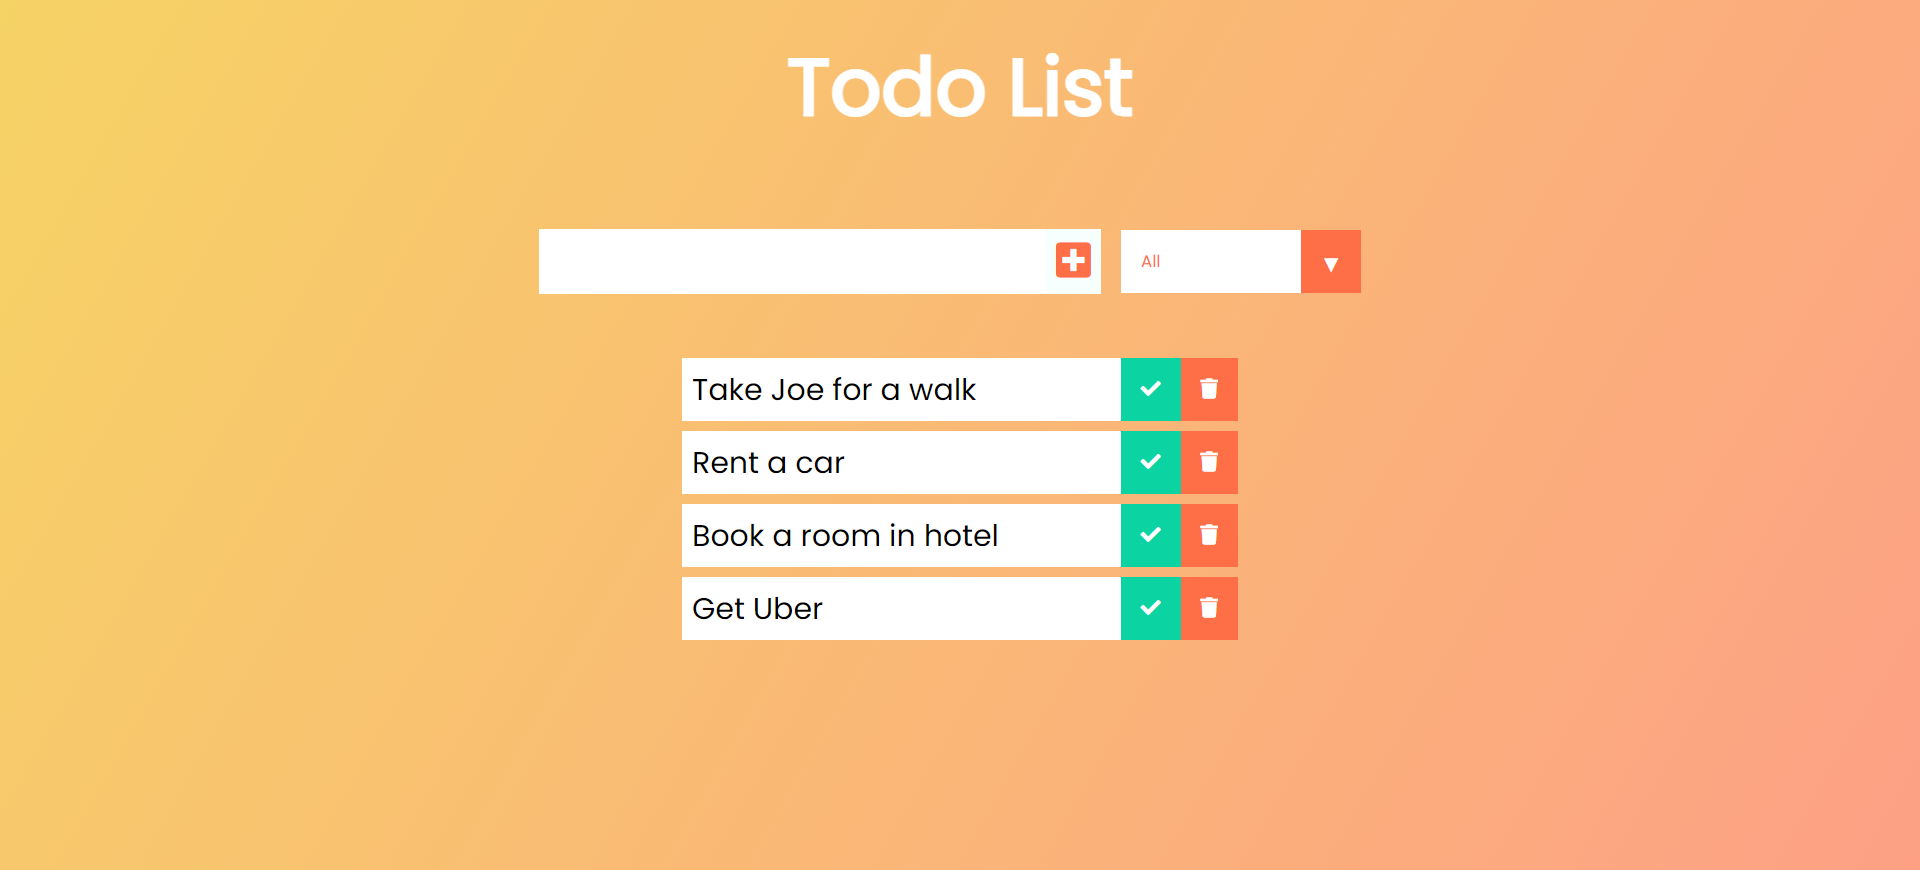 Todo List
All
Take Joe for a walk
Rent a car
Book a room in hotel
Get Uber